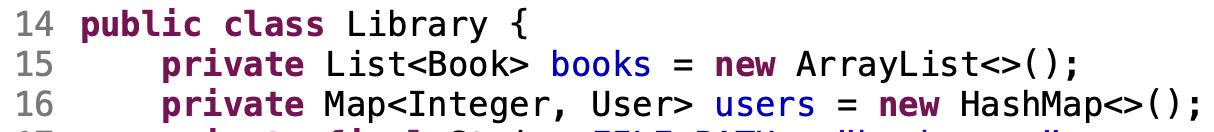 14 public class Library {
15     private List<Book> books = new ArrayList<>();
16     private Map<Integer, User> users = new HashMap<>();